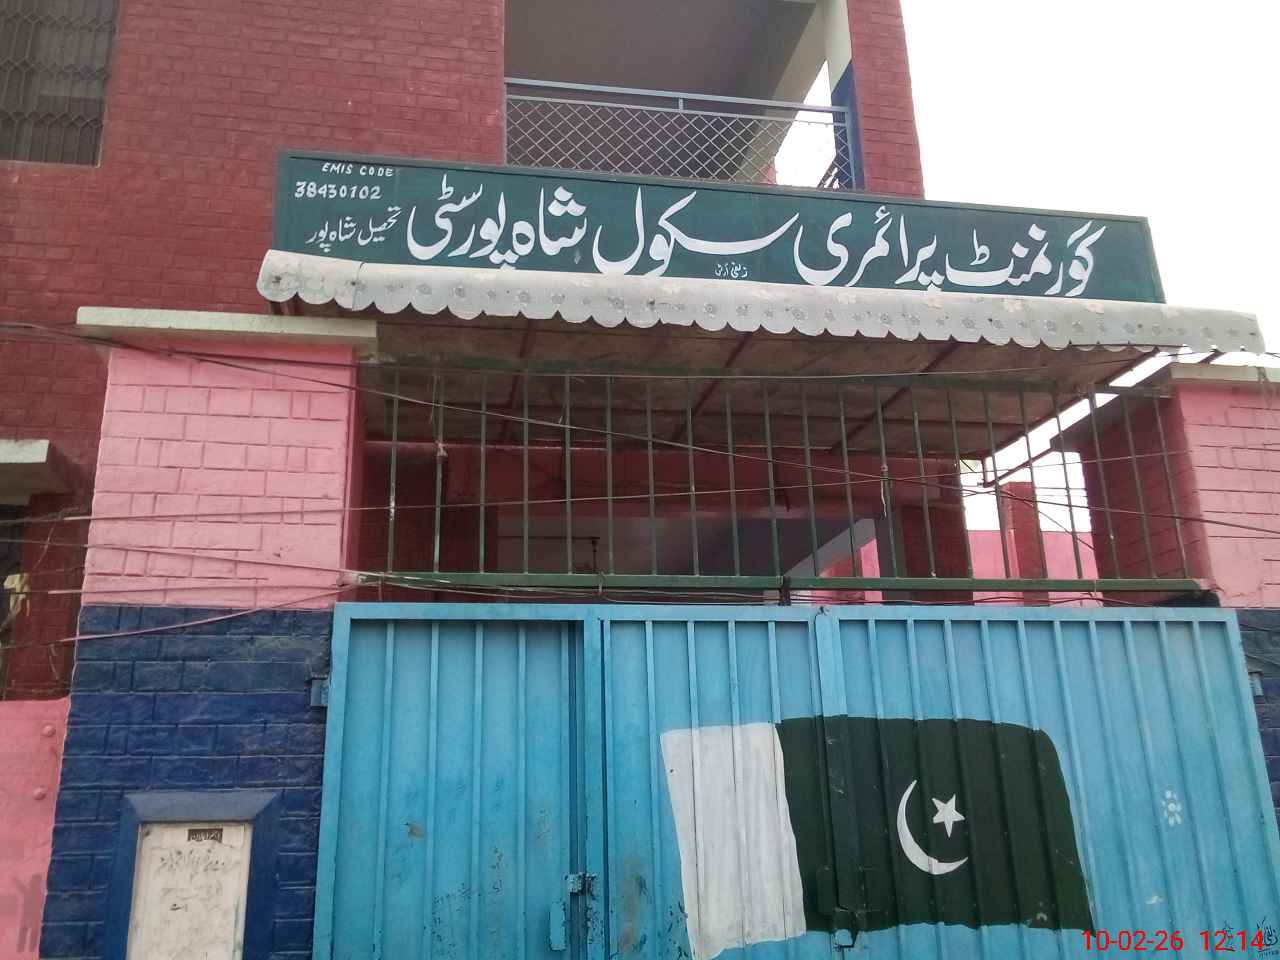 EMIS CODE
38430102
تحصیل شاہ پور
گورنمنٹ پرائمری سکول شاہ پور سٹی
10-02-26 12:14